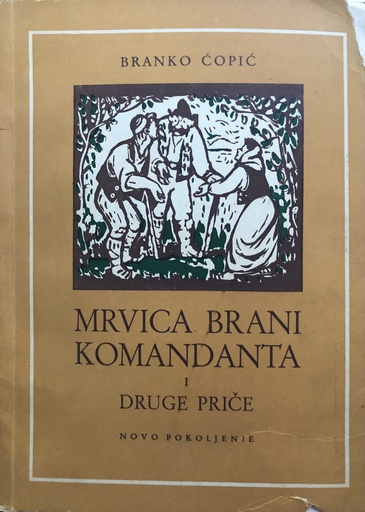 BRANKO ĆOPIĆ
MRVICA BRANI
KOMANDANTA
I
DRUGE PRIČE
NOVO POKOLJENJE